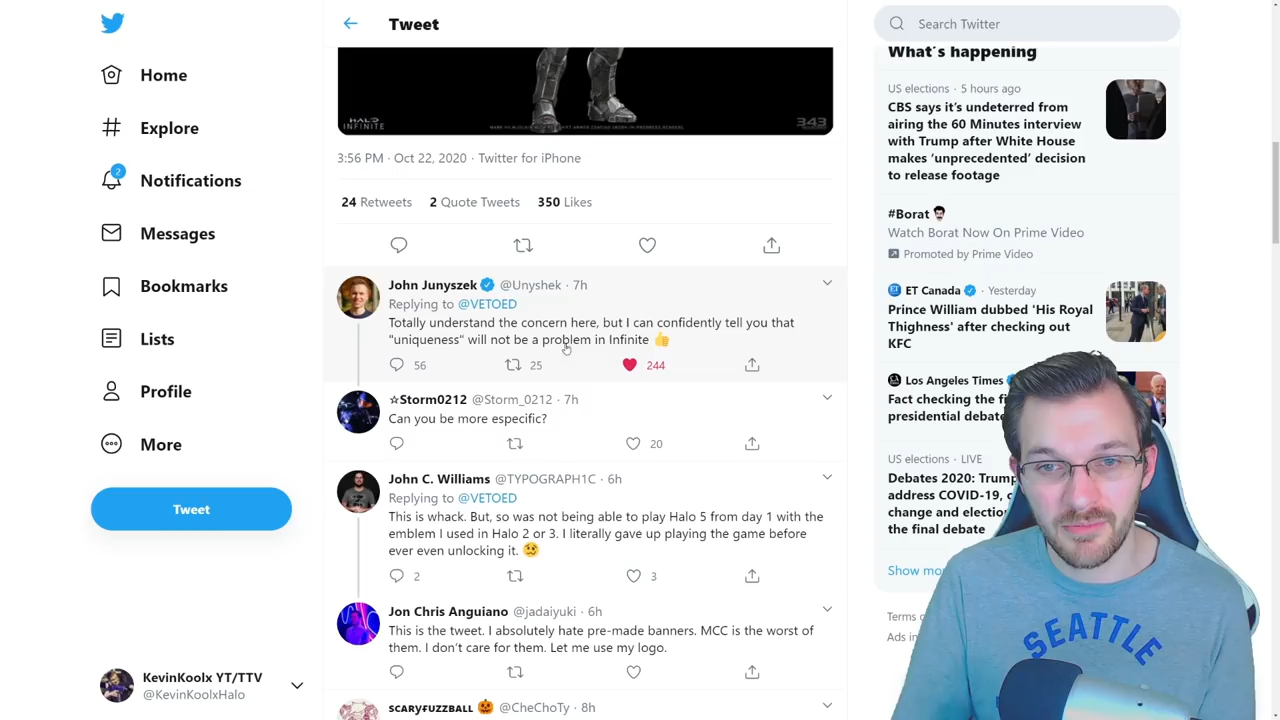 Home
Explore
2
Notifications
Messages
Bookmarks
Lists
Profile
More
Tweet
KevinKoolx YT/TTV
@KevinKoolxHalo
Tweet
HALO
INFINITE
343
3:56 PM · Oct 22, 2020 · Twitter for iPhone
24 Retweets 2 Quote Tweets 350 Likes
John Junyszek @Unyshek · 7h
Replying to @VETOED
Totally understand the concern here, but I can confidently tell you that
"uniqueness" will not be a problem in Infinite 👍
56 25 244
☆Storm0212 @Storm_0212 · 7h
Can you be more especific?
20
John C. Williams @TYPOGRAPH1C · 6h
Replying to @VETOED
This is whack. But, so was not being able to play Halo 5 from day 1 with the
emblem I used in Halo 2 or 3. I literally gave up playing the game before
ever even unlocking it. 🤕
2 3
Jon Chris Anguiano @jadaiyuki · 6h
This is the tweet. I absolutely hate pre-made banners. MCC is the worst of
them. I don't care for them. Let me use my logo.
SCARYFUZZBALL 🎃 @CheChoTy · 8h
Search Twitter
What's happening
US elections · 5 hours ago
CBS says it's undeterred from
airing the 60 Minutes interview
with Trump after White House
makes 'unprecedented' decision
to release footage
#Borat
Watch Borat Now On Prime Video
Promoted by Prime Video
ET Canada · Yesterday
Prince William dubbed 'His Royal
Thighness' after checking out
KFC
Los Angeles Times
Fact checking the fi
presidential debate
US elections · LIVE
Debates 2020: Trump
address COVID-19, c
change and election
the final debate
Show mo
Terms o
Ads in
SEATTLE